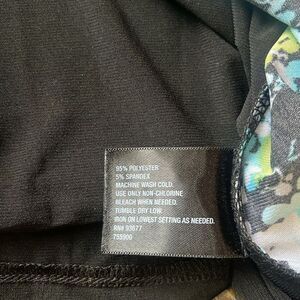 95% POLYESTER
5% SPANDEX
MACHINE WASH COLD.
USE ONLY NON-CHLORINE
BLEACH WHEN NEEDED.
TUMBLE DRY LOW.
IRON ON LOWEST SETTING AS NEEDED.
RN# 93677
755900